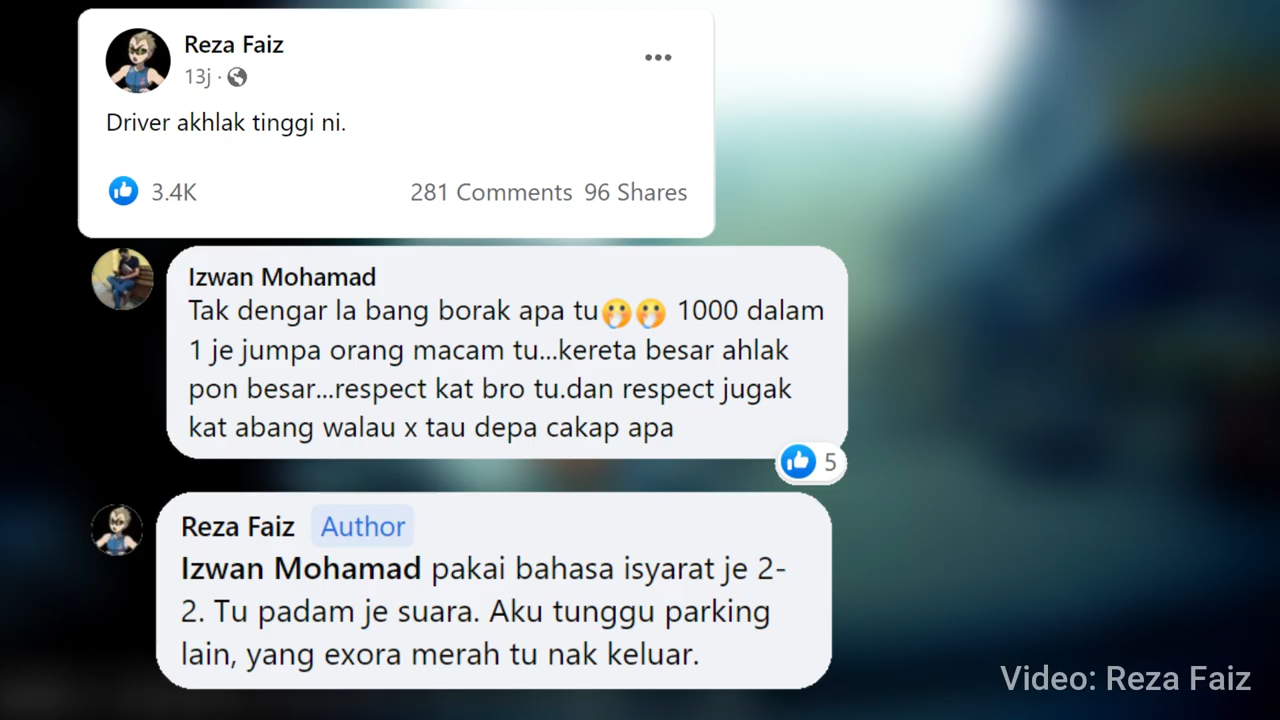 Reza Faiz
13j ·
Driver akhlak tinggi ni.
3.4K 281 Comments 96 Shares
Izwan Mohamad
Tak dengar la bang borak apa tu🫢🫢 1000 dalam
1 je jumpa orang macam tu...kereta besar ahlak
pon besar...respect kat bro tu.dan respect jugak
kat abang walau x tau depa cakap apa
5
Reza Faiz Author
Izwan Mohamad pakai bahasa isyarat je 2-
2. Tu padam je suara. Aku tunggu parking
lain, yang exora merah tu nak keluar.
Video: Reza Faiz